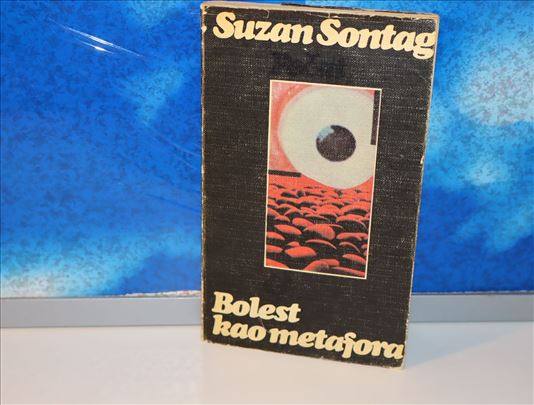 Suzan Sontag
Bolest
kao metafora